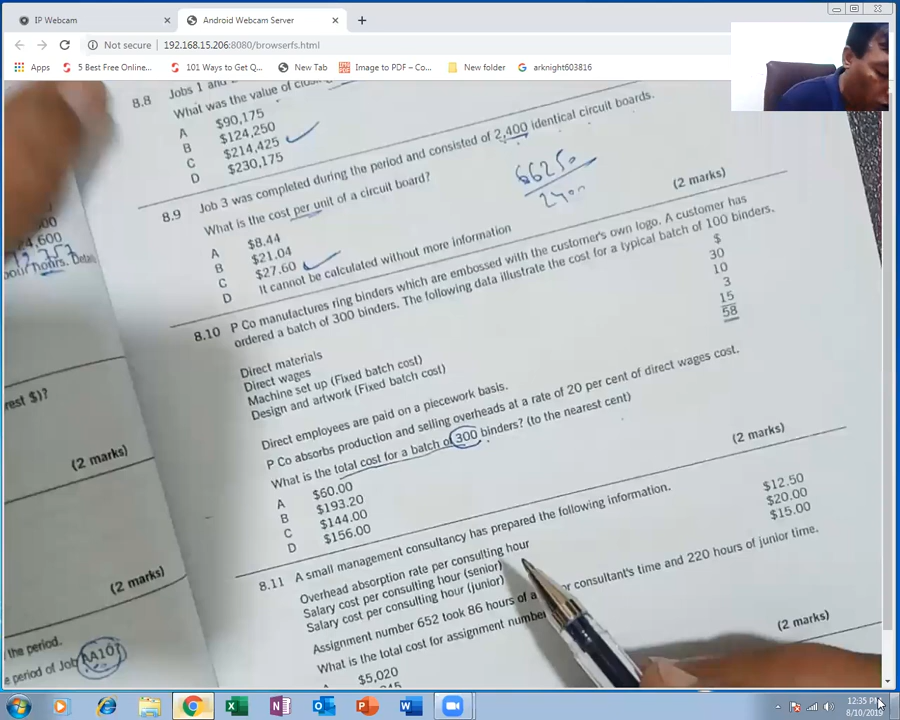 IP Webcam
Android Webcam Server
Not secure
192.168.15.206:8080/browserfs.html
Apps
5 Best Free Online...
101 Ways to Get Q...
New Tab
Image to PDF – Co...
New folder
arknight603816
8.8 Jobs 1 and
What was the value of
A $90,175
B $124,250
C $214,425
D $230,175
8.9 Job 3 was completed during the period and consisted of 2,400 identical circuit boards.
What is the cost per unit of a circuit board?
66250
2400
(2 marks)
A $8.44
B $21.04
C $27.60
D It cannot be calculated without more information
8.10 P Co manufactures ring binders which are embossed with the customer's own logo. A customer has
ordered a batch of 300 binders. The following data illustrate the cost for a typical batch of 100 binders.
$
Direct materials 30
Direct wages 10
Machine set up (Fixed batch cost) 3
Design and artwork (Fixed batch cost) 15
58
Direct employees are paid on a piecework basis.
P Co absorbs production and selling overheads at a rate of 20 per cent of direct wages cost.
What is the total cost for a batch of 300 binders? (to the nearest cent)
(2 marks)
A $60.00
B $193.20
C $144.00
D $156.00
8.11 A small management consultancy has prepared the following information.
Overhead absorption rate per consulting hour $12.50
Salary cost per consulting hour (senior) $20.00
Salary cost per consulting hour (junior) $15.00
Assignment number 652 took 86 hours of a consultant's time and 220 hours of junior time.
What is the total cost for assignment number
(2 marks)
$5,020
24,600
hours.
rest $)?
(2 marks)
(2 marks)
the period.
e period of Job AA101
12:35 PM
8/10/2019